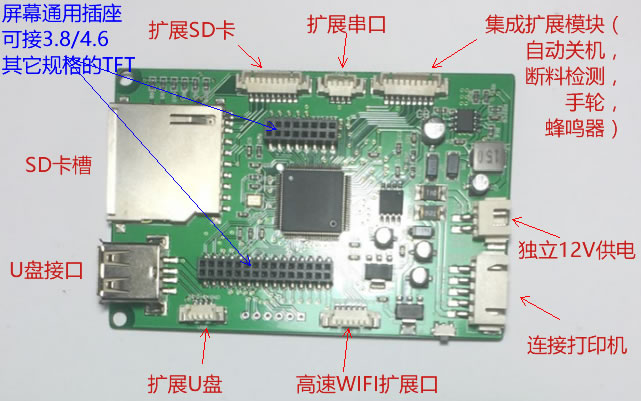 屏幕通用插座
可接3.8/4.6
其它规格的TFT
扩展SD卡
扩展串口
集成扩展模块（
自动关机，
断料检测，
手轮，
蜂鸣器）
SD卡槽
150
U盘接口
独立12V供电
连接打印机
扩展U盘
高速WIFI扩展口